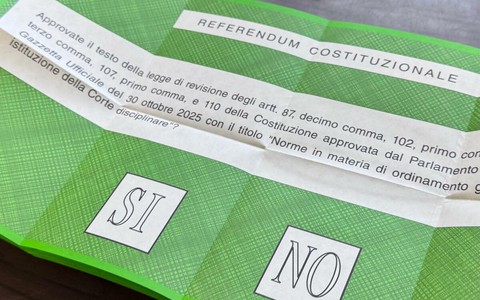 REFERENDUM COSTITUZIONALE
Approvate il testo della legge di revisione degli artt. 87, decimo comma, 102, primo com
terzo comma, 107, primo comma, e 110 della Costituzione approvata dal Parlamento
Gazzetta Ufficiale del 30 ottobre 2025 con il titolo "Norme in materia di ordinamento g
istituzione della Corte disciplinare"?
SI
NO